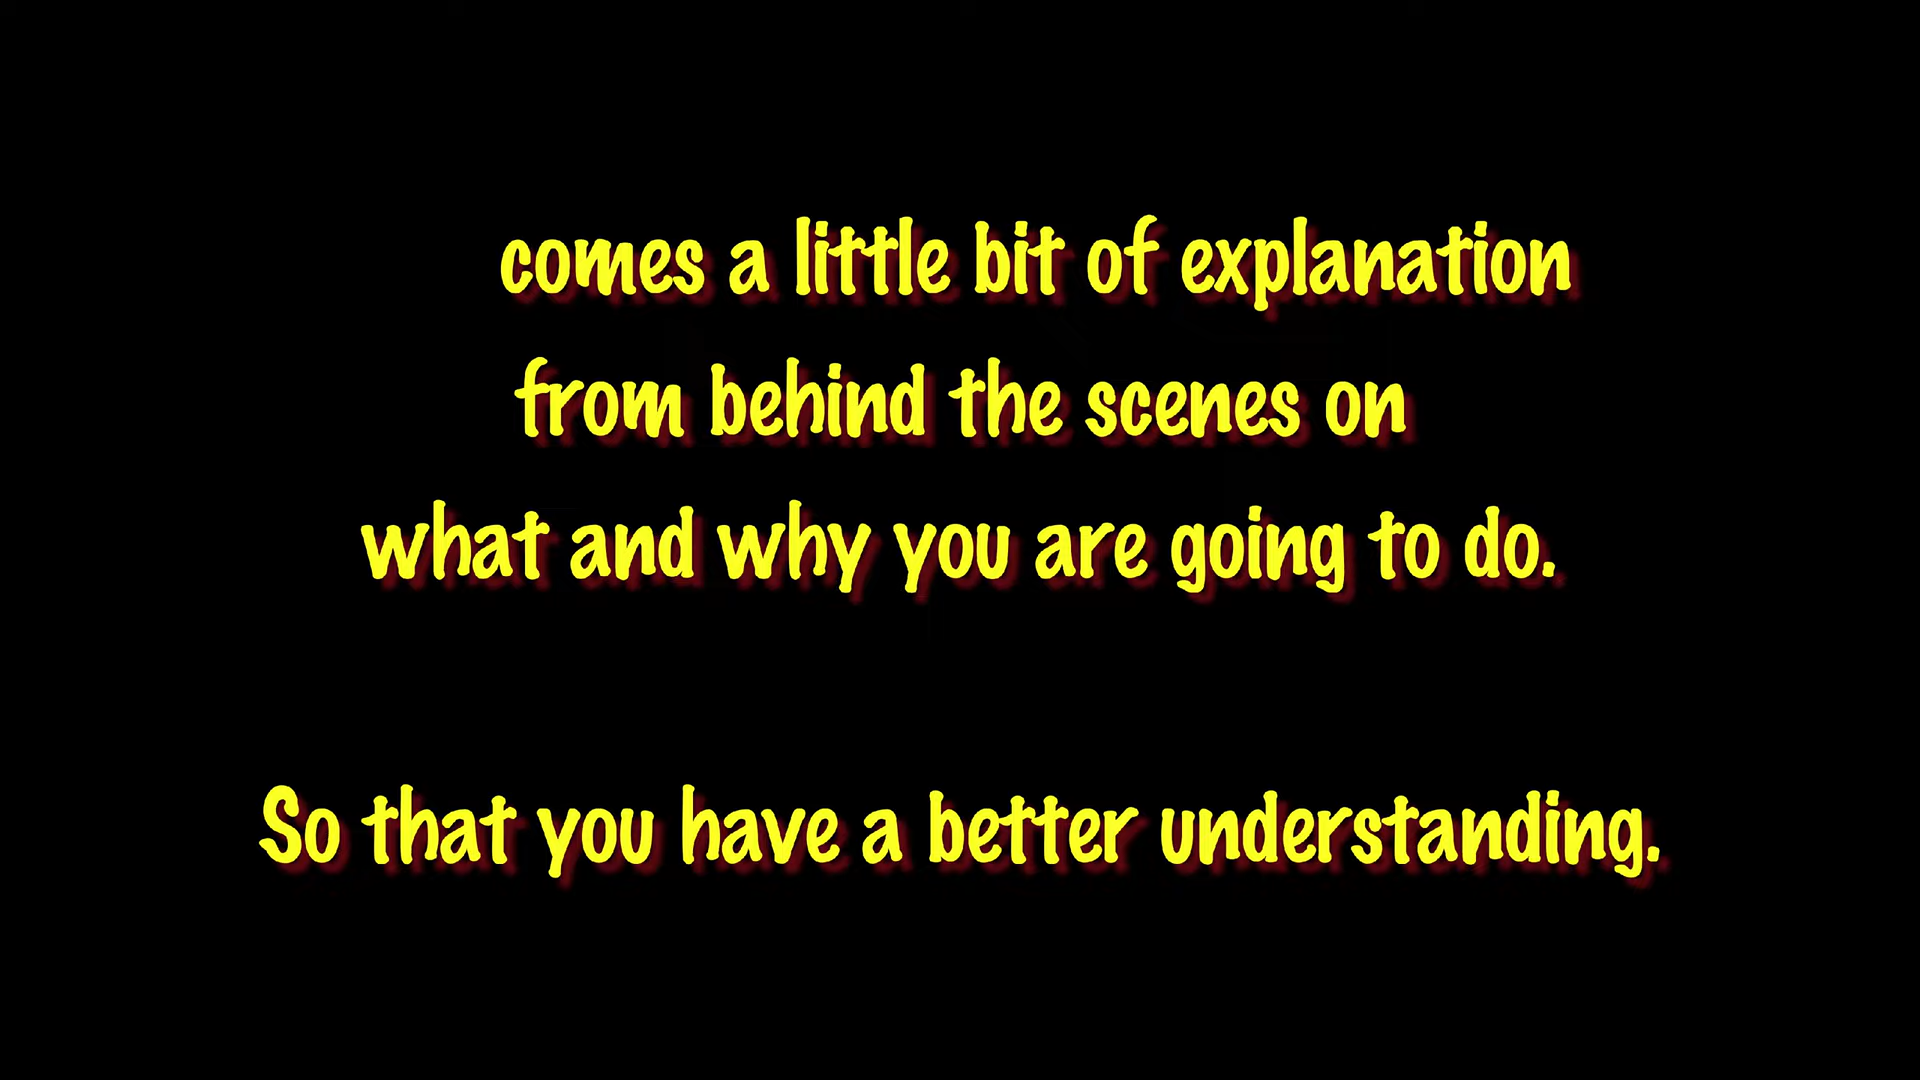 comes a little bit of explanation
from behind the scenes on
what and why you are going to do.
So that you have a better understanding.